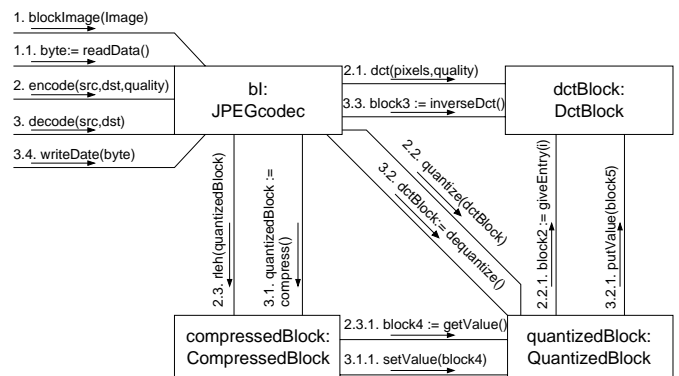 1. blockImage(Image)
1.1. byte:= readData()
2. encode(src,dst,quality)
3. decode(src,dst)
3.4. writeDate(byte)
bl:
JPEGcodec
2.1. dct(pixels,quality)
3.3. block3 := inverseDct()
dctBlock:
DctBlock
2.2. quantize(dctBlock)
3.2. dctBlock:= dequantize()
2.3. rleh(quantizedBlock)
3.1. quantizedBlock :=
compress()
2.2.1. block2 := giveEntry(i)
3.2.1. putValue(block5)
compressedBlock:
CompressedBlock
2.3.1. block4 := getValue()
3.1.1. setValue(block4)
quantizedBlock:
QuantizedBlock